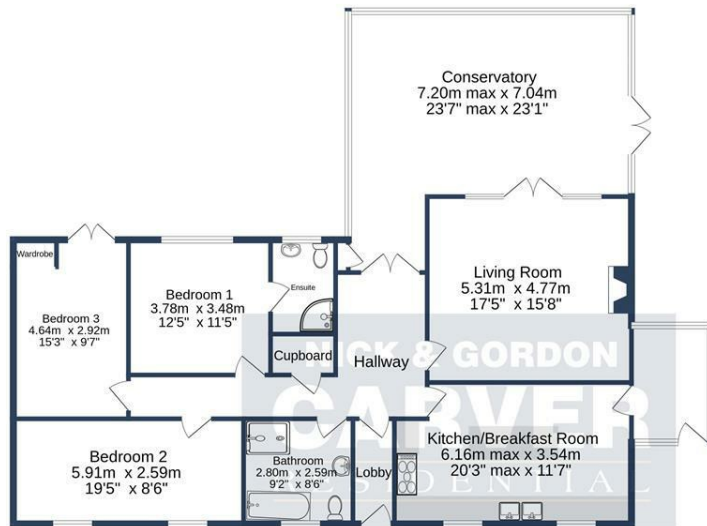 Conservatory
7.20m max x 7.04m
23'7" max x 23'1"
Wardrobe
Bedroom 3
4.64m x 2.92m
15'3" x 9'7"
Bedroom 1
3.78m x 3.48m
12'5" x 11'5"
Ensuite
Cupboard
Hallway
Living Room
5.31m x 4.77m
17'5" x 15'8"
NICK & GORDON
CARVER
RESIDENTIAL
Bedroom 2
5.91m x 2.59m
19'5" x 8'6"
Bathroom
2.80m x 2.59m
9'2" x 8'6"
Lobby
Kitchen/Breakfast Room
6.16m max x 3.54m
20'3" max x 11'7"